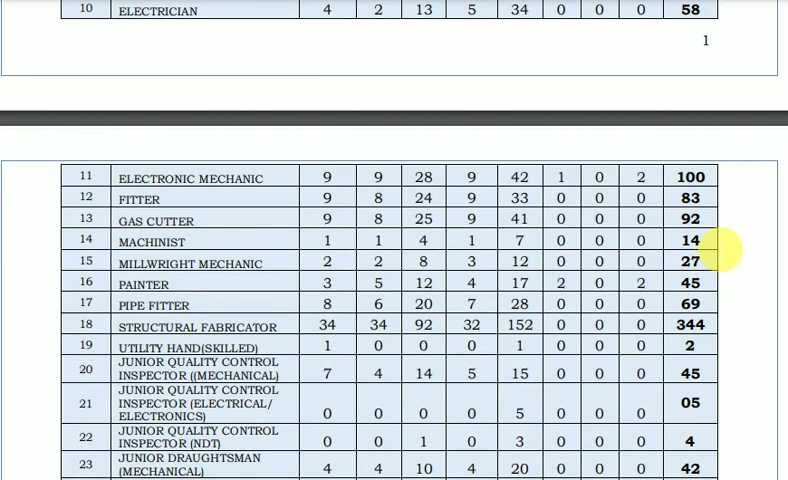 10 ELECTRICIAN 4 2 13 5 34 0 0 0 58
1
11 ELECTRONIC MECHANIC 9 9 28 9 42 1 0 2 100
12 FITTER 9 8 24 9 33 0 0 0 83
13 GAS CUTTER 9 8 25 9 41 0 0 0 92
14 MACHINIST 1 1 4 1 7 0 0 0 14
15 MILLWRIGHT MECHANIC 2 2 8 3 12 0 0 0 27
16 PAINTER 3 5 12 4 17 2 0 2 45
17 PIPE FITTER 8 6 20 7 28 0 0 0 69
18 STRUCTURAL FABRICATOR 34 34 92 32 152 0 0 0 344
19 UTILITY HAND(SKILLED) 1 0 0 0 1 0 0 0 2
20 JUNIOR QUALITY CONTROL
INSPECTOR ((MECHANICAL) 7 4 14 5 15 0 0 0 45
JUNIOR QUALITY CONTROL
21 INSPECTOR (ELECTRICAL/ 05
ELECTRONICS) 0 0 0 0 5 0 0 0
22 JUNIOR QUALITY CONTROL
INSPECTOR (NDT) 0 0 1 0 3 0 0 0 4
23 JUNIOR DRAUGHTSMAN
(MECHANICAL) 4 4 10 4 20 0 0 0 42